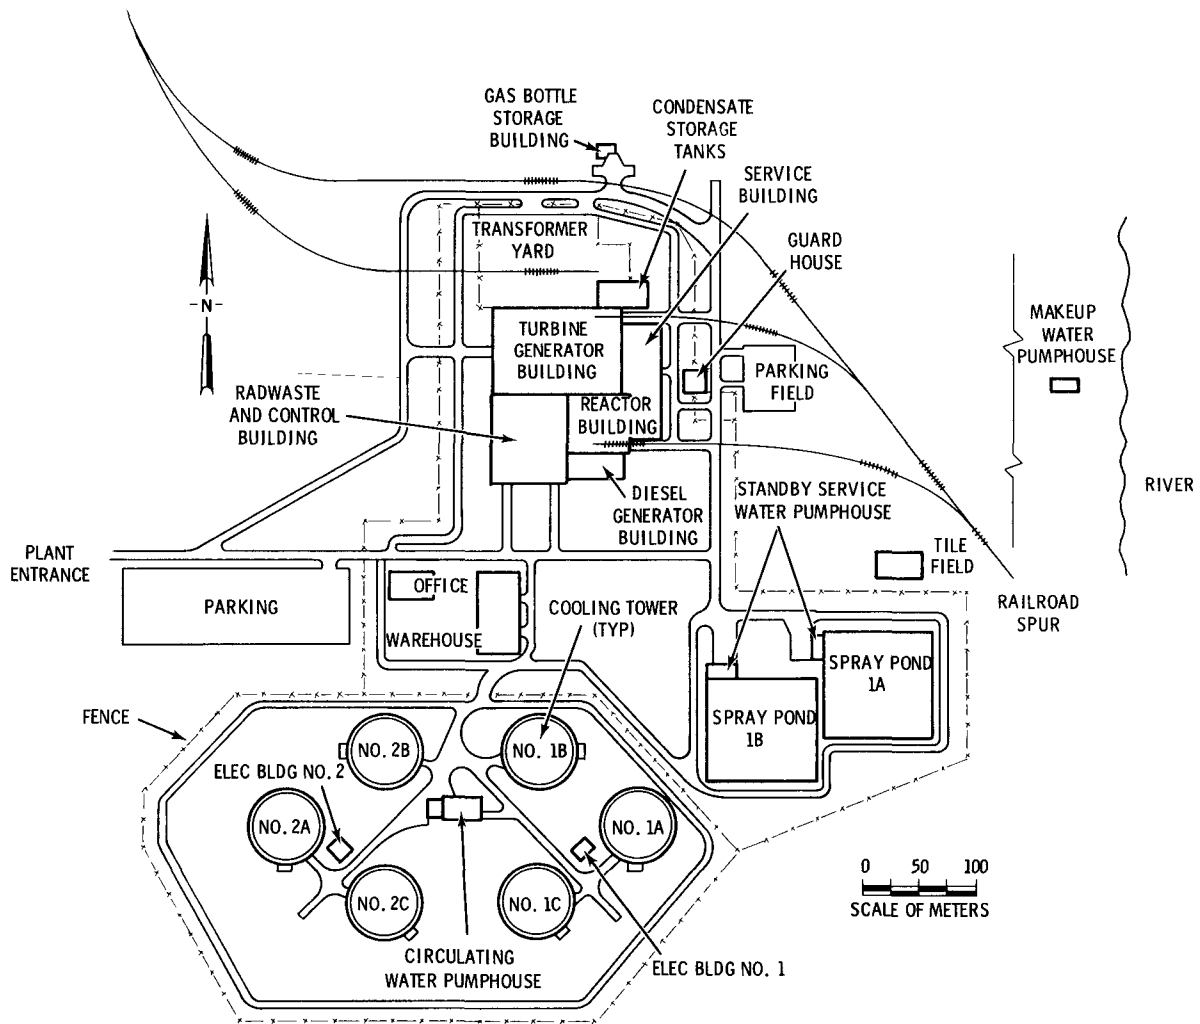 GAS BOTTLE
STORAGE
BUILDING
CONDENSATE
STORAGE
TANKS
SERVICE
BUILDING
TRANSFORMER
YARD
GUARD
HOUSE
N
MAKEUP
WATER
PUMPHOUSE
TURBINE
GENERATOR
BUILDING
PARKING
FIELD
RADWASTE
AND CONTROL
BUILDING
REACTOR
BUILDING
RIVER
DIESEL
GENERATOR
BUILDING
STANDBY SERVICE
WATER PUMPHOUSE
PLANT
ENTRANCE
TILE
FIELD
OFFICE
PARKING
WAREHOUSE
COOLING TOWER
(TYP)
RAILROAD
SPUR
SPRAY POND
1A
SPRAY POND
1B
FENCE
NO. 2B
NO. 1B
ELEC BLDG NO. 2
NO. 2A
NO. 1A
NO. 2C
NO. 1C
0 50 100
SCALE OF METERS
CIRCULATING
WATER PUMPHOUSE
ELEC BLDG NO. 1